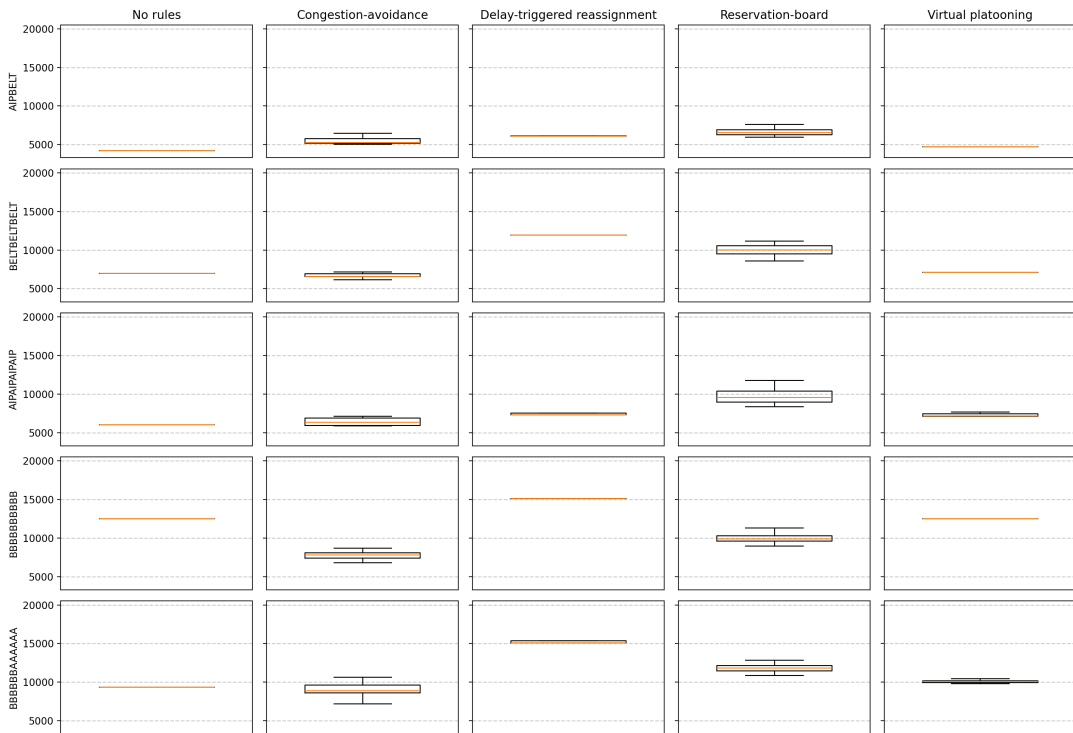 No rules
Congestion-avoidance
Delay-triggered reassignment
Reservation-board
Virtual platooning
AIPBELT
20000
15000
10000
5000
BELTBELTBELT
20000
15000
10000
5000
AIPAIPAIPAIP
20000
15000
10000
5000
BBBBBBBBBB
20000
15000
10000
5000
BBBBBBAAAAAA
20000
15000
10000
5000